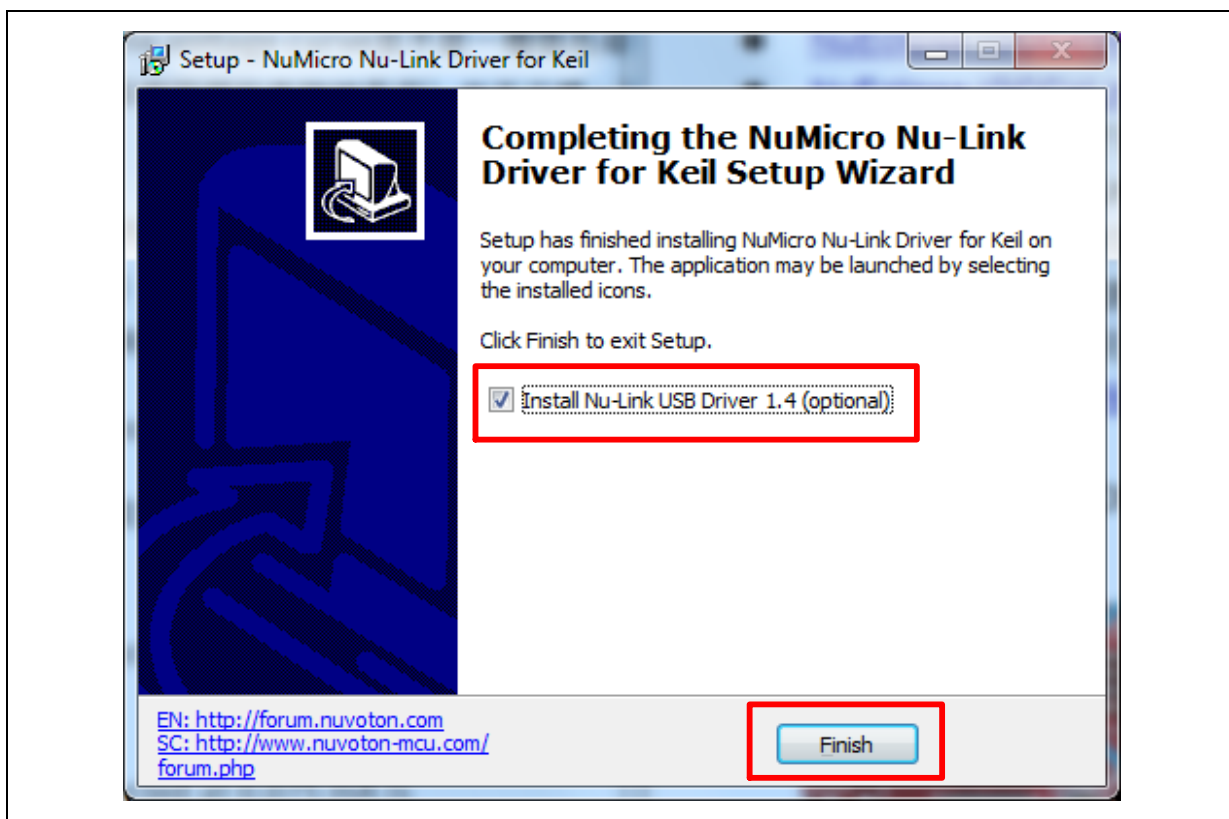 Setup - NuMicro Nu-Link Driver for Keil
Completing the NuMicro Nu-Link
Driver for Keil Setup Wizard
Setup has finished installing NuMicro Nu-Link Driver for Keil on
your computer. The application may be launched by selecting
the installed icons.
Click Finish to exit Setup.
Install Nu-Link USB Driver 1.4 (optional)
EN: http://forum.nuvoton.com
SC: http://www.nuvoton-mcu.com/
forum.php
Finish